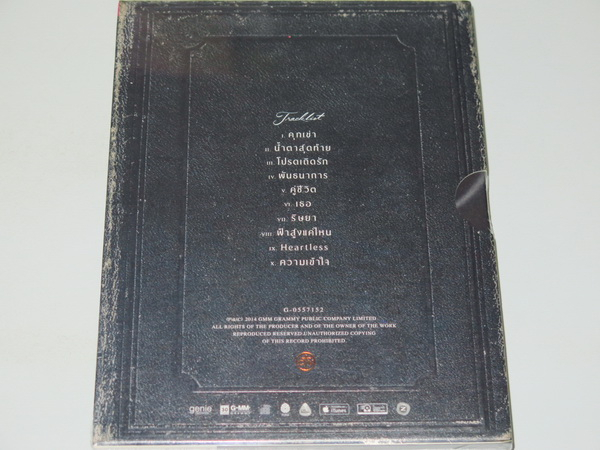 Tracklist
I. คุกเข่า
II. น้ำตาสุดท้าย
III. โปรดเถิดรัก
IV. พันธนาการ
V. คู่ชีวิต
VI. เธอ
VII. ริษยา
VIII. ฟ้าสูงแค่ไหน
IX. Heartless
X. ความเข้าใจ
G-0557152
℗&© 2014 GMM GRAMMY PUBLIC COMPANY LIMITED
ALL RIGHTS OF THE PRODUCER AND OF THE OWNER OF THE WORK
REPRODUCED RESERVED.UNAUTHORIZED COPYING
OF THIS RECORD PROHIBITED.
genie G-MM iTunes